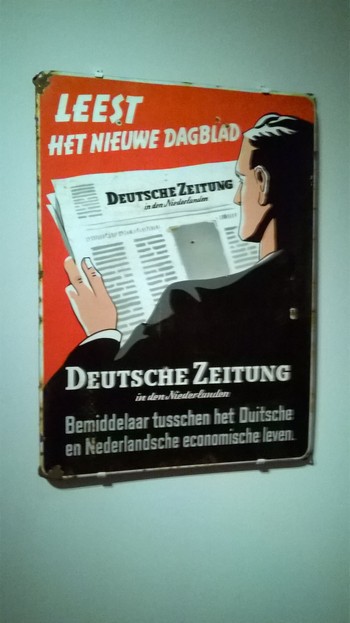 LEEST
HET NIEUWE DAGBLAD
DEUTSCHE ZEITUNG
in den Niederlanden
DEUTSCHE ZEITUNG
in den Niederlanden
Bemiddelaar tusschen het Duitsche
en Nederlandsche economische leven.